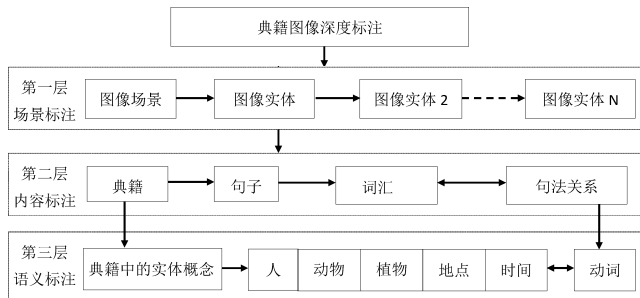 典籍图像深度标注
第一层
场景标注
图像场景
图像实体
图像实体 2
图像实体 N
第二层
内容标注
典籍
句子
词汇
句法关系
第三层
语义标注
典籍中的实体概念
人
动物
植物
地点
时间
动词